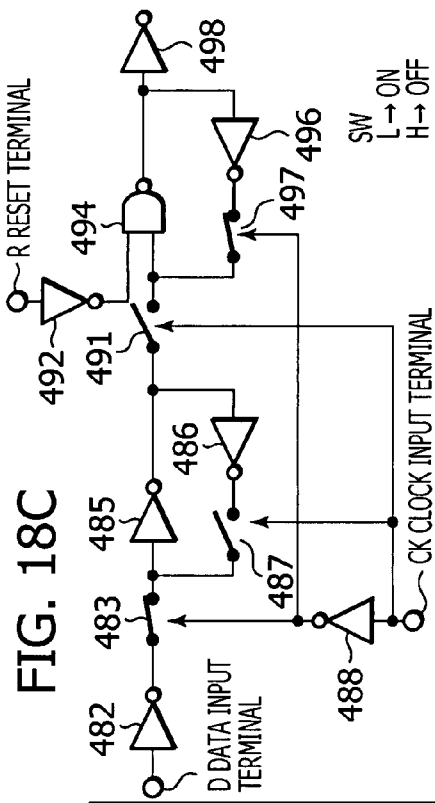 FIG. 18C
R RESET TERMINAL
492
494
498
491
496
497
SW
L→ON
H→OFF
482
483
485
486
487
488
D DATA INPUT
TERMINAL
CK CLOCK INPUT TERMINAL